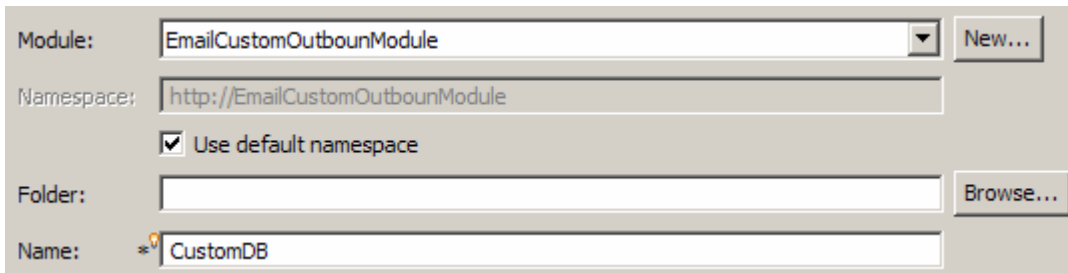 Module: EmailCustomOutbounModule New...
Namespace: http://EmailCustomOutbounModule
Use default namespace
Folder: Browse...
Name: * CustomDB